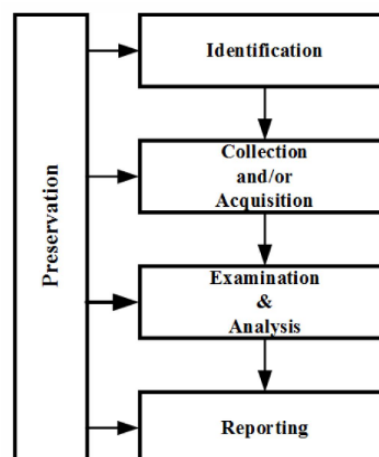 Preservation
Identification
Collection
and/or
Acquisition
Examination
&
Analysis
Reporting